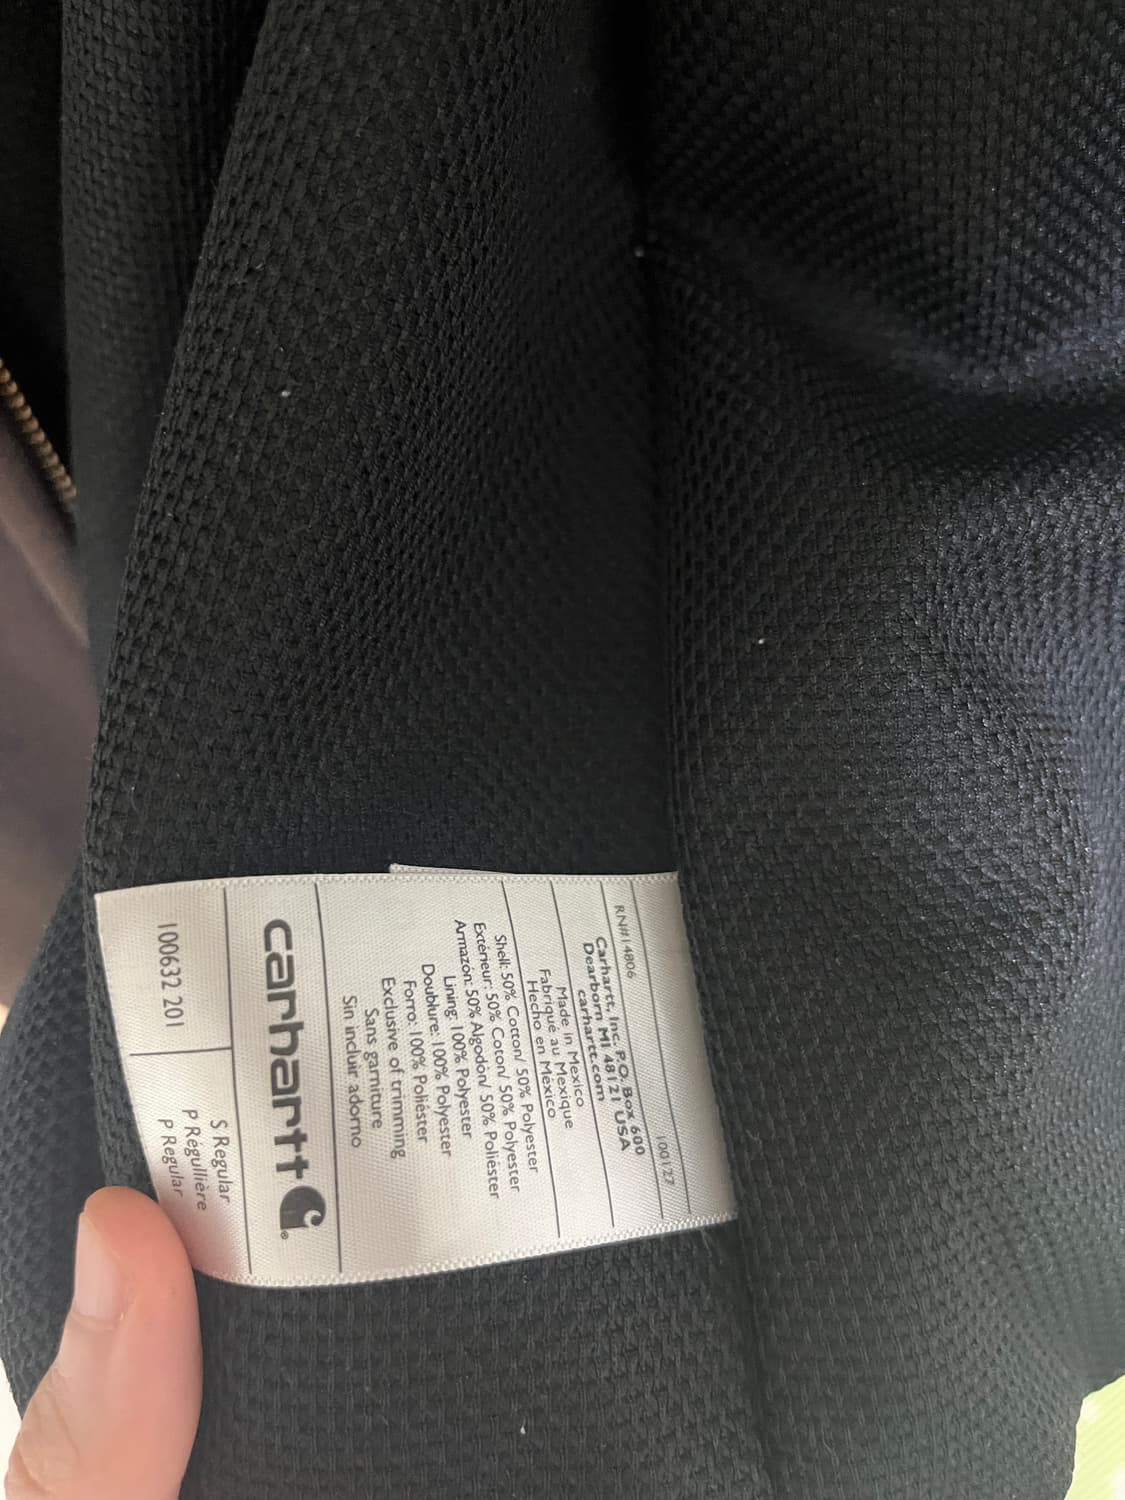 RN#14806
100127
Carhartt, Inc. P.O. Box 600
Dearborn MI 48121 USA
carhartt.com
Made in Mexico
Fabriqué au Mexique
Hecho en México
Shell: 50% Cotton/ 50% Polyester
Extérieur: 50% Coton/ 50% Polyester
Armazón: 50% Algodón/ 50% Poliéster
Lining: 100% Polyester
Doublure: 100% Polyester
Forro: 100% Poliéster
Exclusive of trimming
Sans garniture
Sin incluir adorno
carhartt®
100632 201
S Regular
P Régullière
P Regular